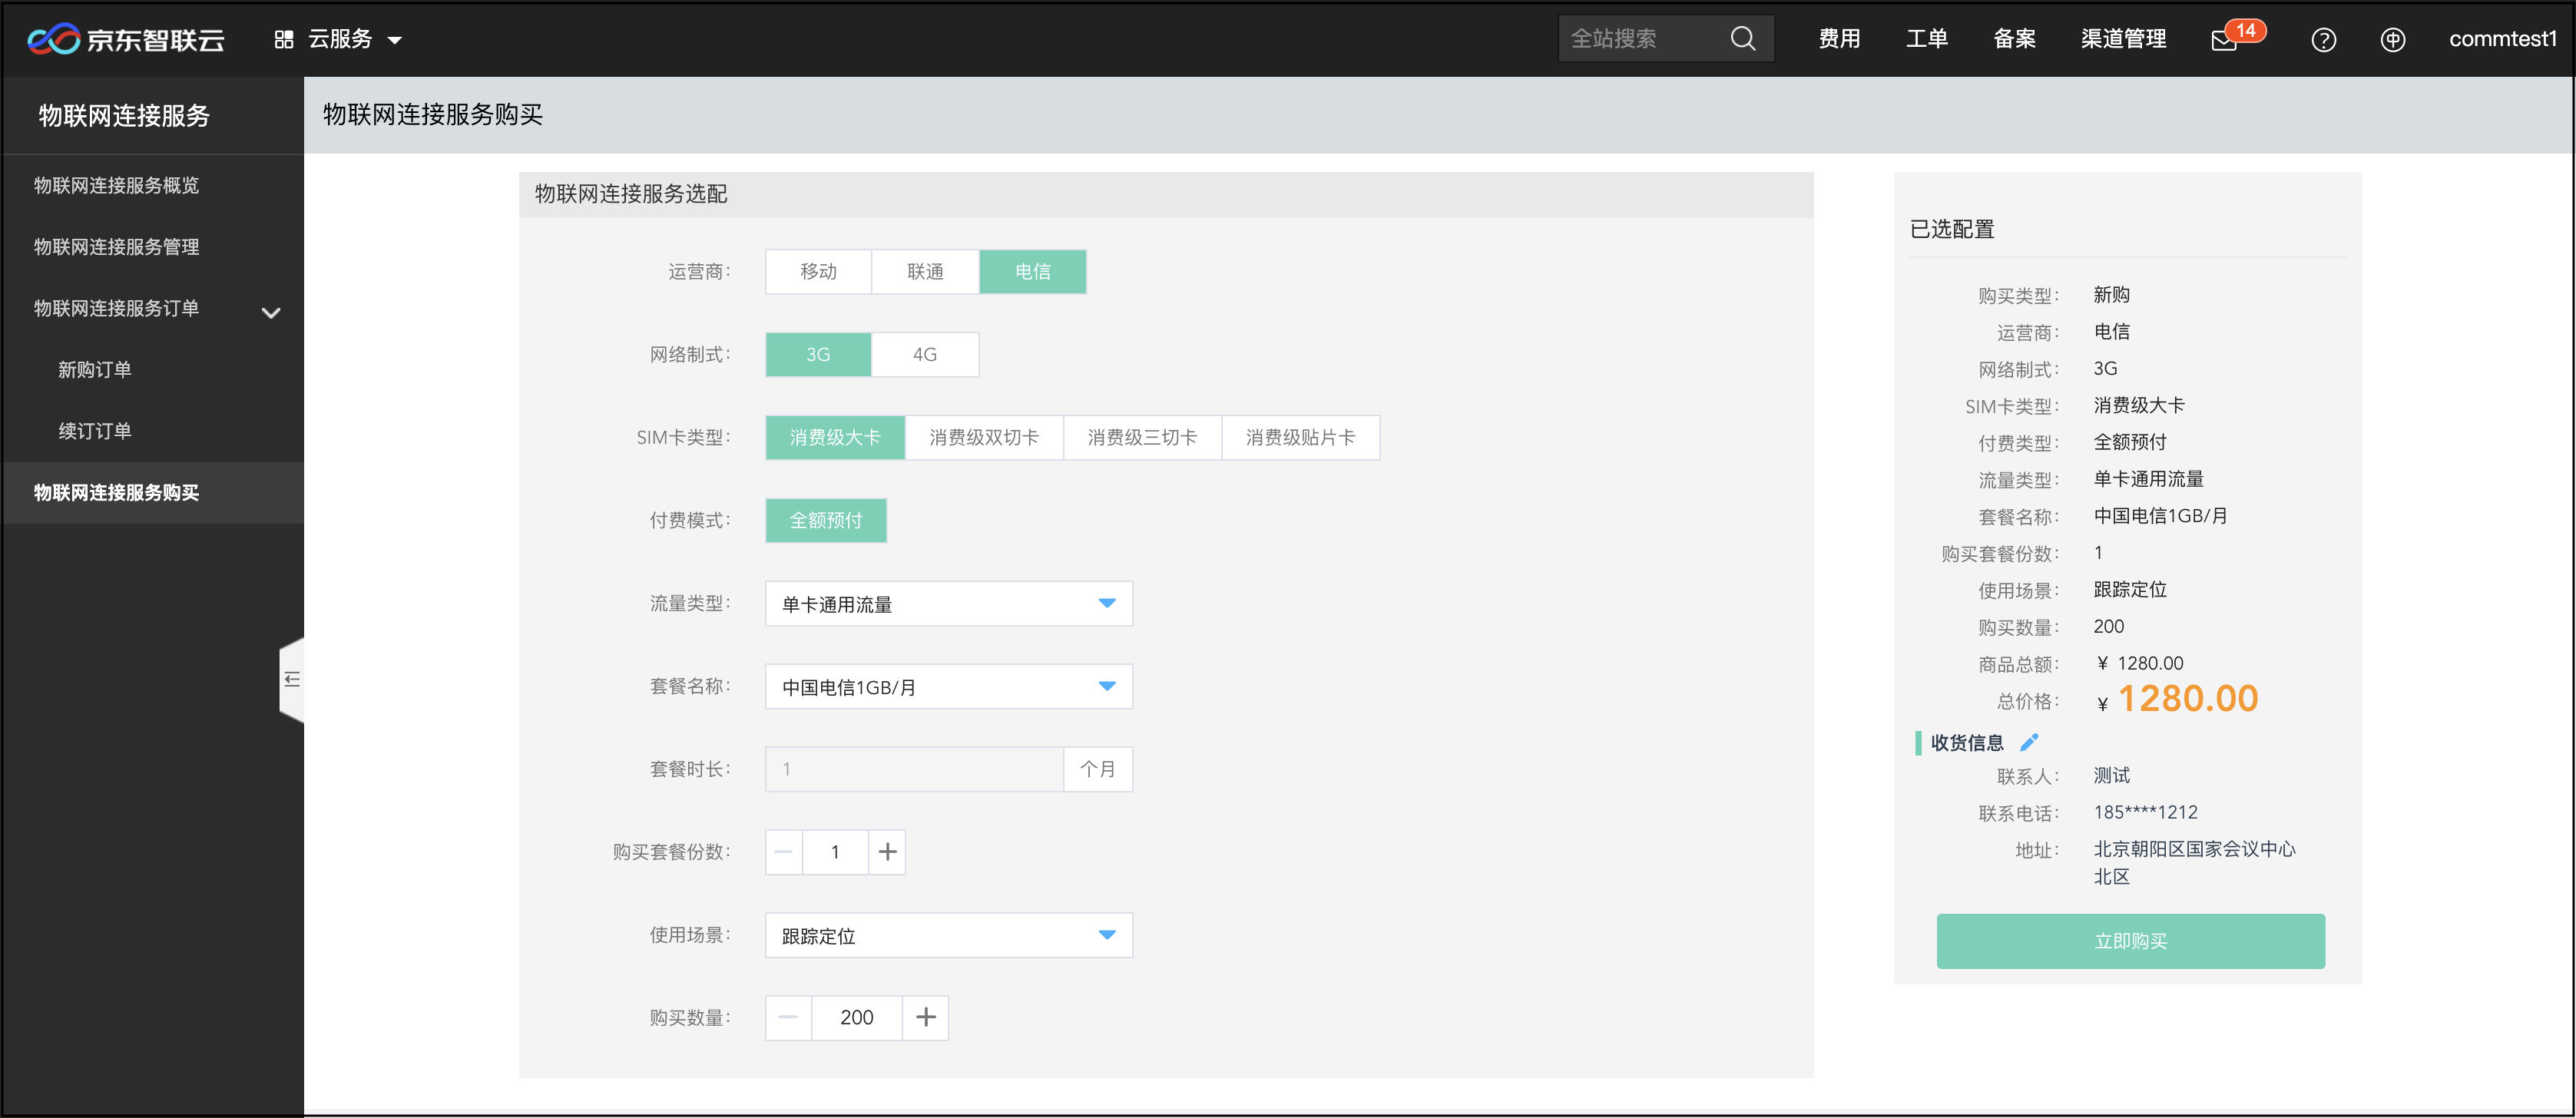 京东智联云
云服务
全站搜索
费用
工单
备案
渠道管理
14
commtest1
物联网连接服务
物联网连接服务概览
物联网连接服务管理
物联网连接服务订单
新购订单
续订订单
物联网连接服务购买
物联网连接服务购买
物联网连接服务选配
运营商: 移动 联通 电信
网络制式: 3G 4G
SIM卡类型: 消费级大卡 消费级双切卡 消费级三切卡 消费级贴片卡
付费模式: 全额预付
流量类型: 单卡通用流量
套餐名称: 中国电信1GB/月
套餐时长: 1 个月
购买套餐份数: 1
使用场景: 跟踪定位
购买数量: 200
已选配置
购买类型: 新购
运营商: 电信
网络制式: 3G
SIM卡类型: 消费级大卡
付费类型: 全额预付
流量类型: 单卡通用流量
套餐名称: 中国电信1GB/月
购买套餐份数: 1
使用场景: 跟踪定位
购买数量: 200
商品总额: ¥ 1280.00
总价格: ¥ 1280.00
收货信息
联系人: 测试
联系电话: 185****1212
地址: 北京朝阳区国家会议中心
北区
立即购买